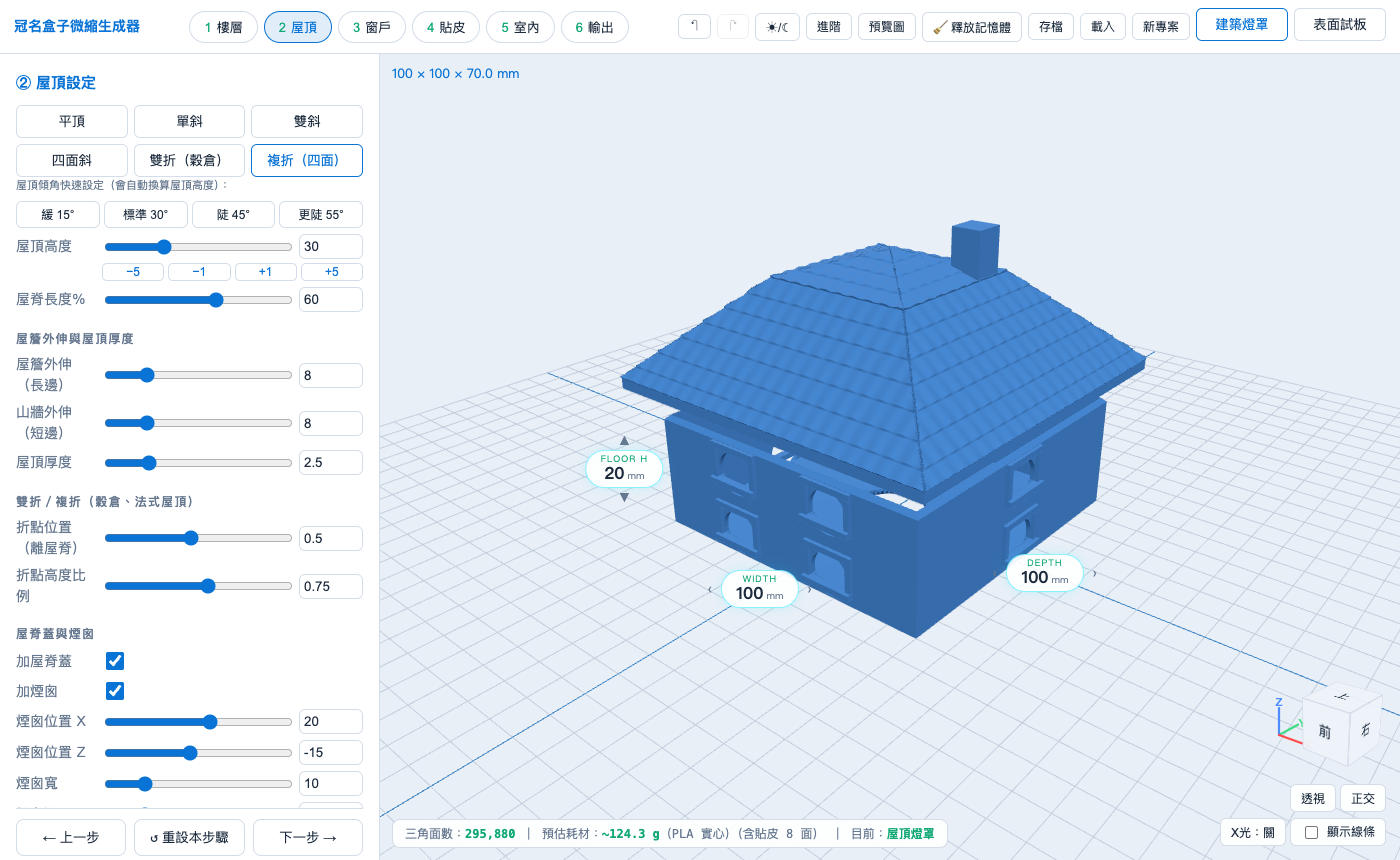 冠名盒子微縮生成器
1 樓層
2 屋頂
3 窗戶
4 貼皮
5 室內
6 輸出
↰
↱
☀/☾
進階
預覽圖
🧹 釋放記憶體
存檔
載入
新專案
建築燈罩
表面試板
② 屋頂設定
平頂
單斜
雙斜
四面斜
雙折（穀倉）
複折（四面）
屋頂傾角快速設定（會自動換算屋頂高度）：
緩 15°
標準 30°
陡 45°
更陡 55°
屋頂高度
30
−5
−1
+1
+5
屋脊長度%
60
屋簷外伸與屋頂厚度
屋簷外伸
（長邊）
8
山牆外伸
（短邊）
8
屋頂厚度
2.5
雙折 / 複折（穀倉、法式屋頂）
折點位置
（離屋脊）
0.5
折點高度比
例
0.75
屋脊蓋與煙囪
加屋脊蓋
加煙囪
煙囪位置 X
20
煙囪位置 Z
-15
煙囪寬
10
← 上一步
↺ 重設本步驟
下一步 →
100 × 100 × 70.0 mm
FLOOR H
20 mm
WIDTH
100 mm
DEPTH
100 mm
Z
上
前
右
透視
正交
X光：關
顯示線條
三角面數：295,880 | 預估耗材：~124.3 g (PLA 實心) (含貼皮 8 面) | 目前：屋頂燈罩